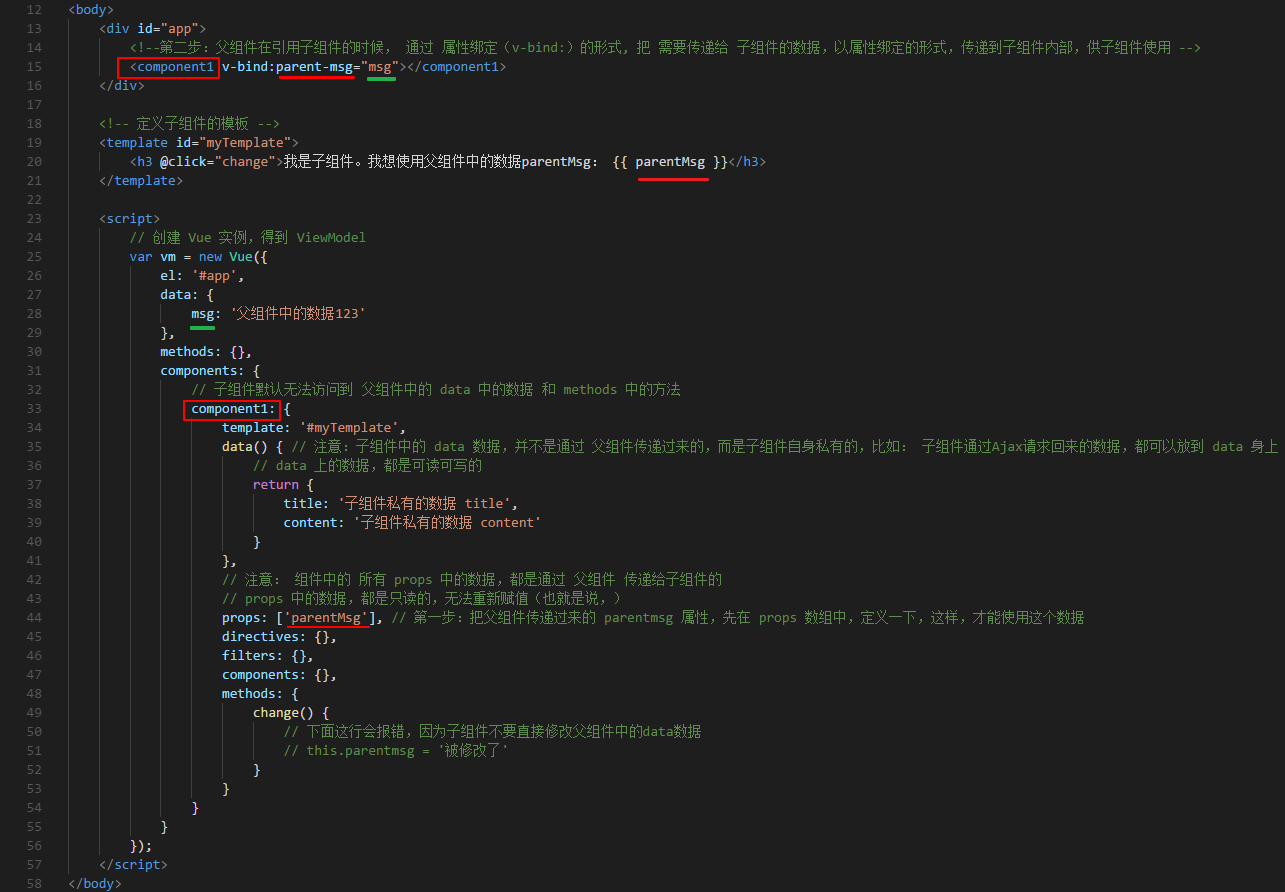 12 <body>
13 <div id="app">
14 <!--第二步：父组件在引用子组件的时候， 通过 属性绑定（v-bind:）的形式, 把 需要传递给 子组件的数据，以属性绑定的形式，传递到子组件内部，供子组件使用 -->
15 <component1 v-bind:parent-msg="msg"></component1>
16 </div>
17
18 <!-- 定义子组件的模板 -->
19 <template id="myTemplate">
20 <h3 @click="change">我是子组件。我想使用父组件中的数据parentMsg： {{ parentMsg }}</h3>
21 </template>
22
23 <script>
24 // 创建 Vue 实例，得到 ViewModel
25 var vm = new Vue({
26 el: '#app',
27 data: {
28 msg: '父组件中的数据123'
29 },
30 methods: {},
31 components: {
32 // 子组件默认无法访问到 父组件中的 data 中的数据 和 methods 中的方法
33 component1: {
34 template: '#myTemplate',
35 data() { // 注意：子组件中的 data 数据，并不是通过 父组件传递过来的，而是子组件自身私有的，比如： 子组件通过Ajax请求回来的数据，都可以放到 data 身上
36 // data 上的数据，都是可读可写的
37 return {
38 title: '子组件私有的数据 title',
39 content: '子组件私有的数据 content'
40 }
41 },
42 // 注意： 组件中的 所有 props 中的数据，都是通过 父组件 传递给子组件的
43 // props 中的数据，都是只读的，无法重新赋值（也就是说，）
44 props: ['parentMsg'], // 第一步：把父组件传递过来的 parentmsg 属性，先在 props 数组中，定义一下，这样，才能使用这个数据
45 directives: {},
46 filters: {},
47 components: {},
48 methods: {
49 change() {
50 // 下面这行会报错，因为子组件不要直接修改父组件中的data数据
51 // this.parentmsg = '被修改了'
52 }
53 }
54 }
55 }
56 });
57 </script>
58 </body>